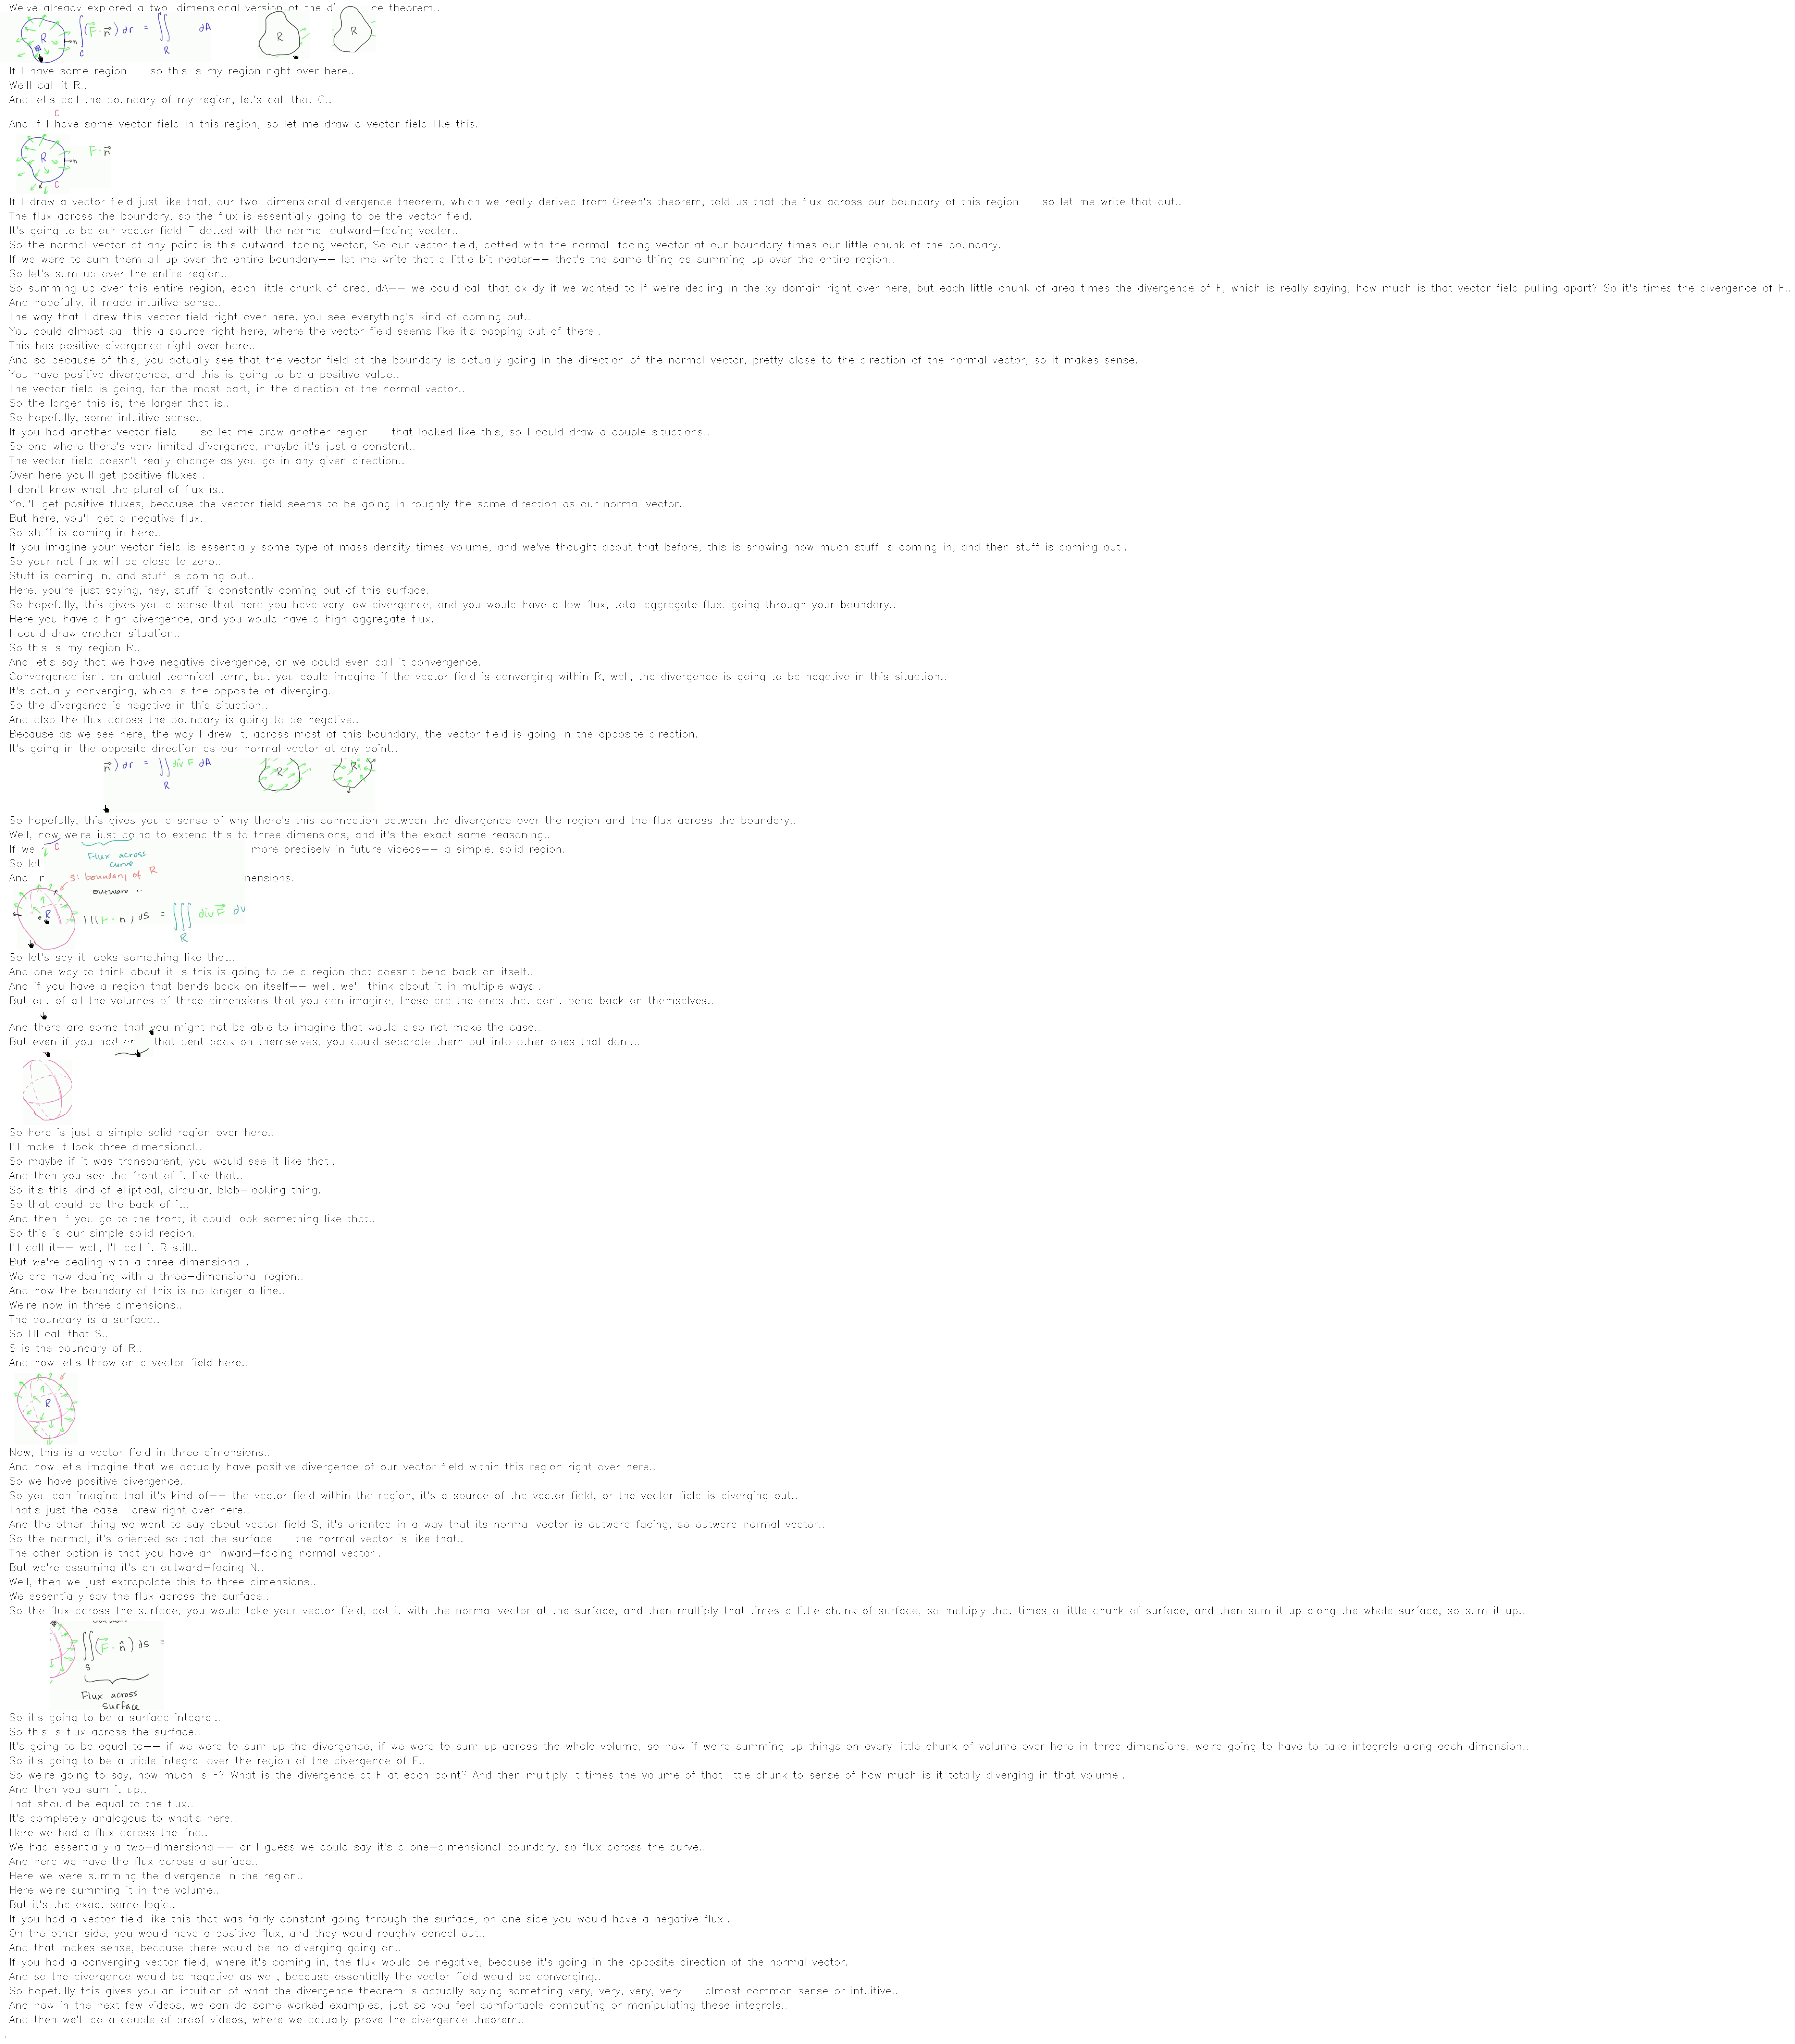 We've already explored a two-dimensional version of the di ce theorem..
R ∫ (F · n) dr = ∬ dA R R
C R
If I have some region-- so this is my region right over here..
We'll call it R..
And let's call the boundary of my region, let's call that C..
C
And if I have some vector field in this region, so let me draw a vector field like this..
R n F · n
C
If I draw a vector field just like that, our two-dimensional divergence theorem, which we really derived from Green's theorem, told us that the flux across our boundary of this region-- so let me write that out..
The flux across the boundary, so the flux is essentially going to be the vector field..
It's going to be our vector field F dotted with the normal outward-facing vector..
So the normal vector at any point is this outward-facing vector, So our vector field, dotted with the normal-facing vector at our boundary times our little chunk of the boundary..
If we were to sum them all up over the entire boundary-- let me write that a little bit neater-- that's the same thing as summing up over the entire region..
So let's sum up over the entire region..
So summing up over this entire region, each little chunk of area, dA-- we could call that dx dy if we wanted to if we're dealing in the xy domain right over here, but each little chunk of area times the divergence of F, which is really saying, how much is that vector field pulling apart? So it's times the divergence of F..
And hopefully, it made intuitive sense..
The way that I drew this vector field right over here, you see everything's kind of coming out..
You could almost call this a source right here, where the vector field seems like it's popping out of there..
This has positive divergence right over here..
And so because of this, you actually see that the vector field at the boundary is actually going in the direction of the normal vector, pretty close to the direction of the normal vector, so it makes sense..
You have positive divergence, and this is going to be a positive value..
The vector field is going, for the most part, in the direction of the normal vector..
So the larger this is, the larger that is..
So hopefully, some intuitive sense..
If you had another vector field-- so let me draw another region-- that looked like this, so I could draw a couple situations..
So one where there's very limited divergence, maybe it's just a constant..
The vector field doesn't really change as you go in any given direction..
Over here you'll get positive fluxes..
I don't know what the plural of flux is..
You'll get positive fluxes, because the vector field seems to be going in roughly the same direction as our normal vector..
But here, you'll get a negative flux..
So stuff is coming in here..
If you imagine your vector field is essentially some type of mass density times volume, and we've thought about that before, this is showing how much stuff is coming in, and then stuff is coming out..
So your net flux will be close to zero..
Stuff is coming in, and stuff is coming out..
Here, you're just saying, hey, stuff is constantly coming out of this surface..
So hopefully, this gives you a sense that here you have very low divergence, and you would have a low flux, total aggregate flux, going through your boundary..
Here you have a high divergence, and you would have a high aggregate flux..
I could draw another situation..
So this is my region R..
And let's say that we have negative divergence, or we could even call it convergence..
Convergence isn't an actual technical term, but you could imagine if the vector field is converging within R, well, the divergence is going to be negative in this situation..
It's actually converging, which is the opposite of diverging..
So the divergence is negative in this situation..
And also the flux across the boundary is going to be negative..
Because as we see here, the way I drew it, across most of this boundary, the vector field is going in the opposite direction..
It's going in the opposite direction as our normal vector at any point..
n ) dr = ∬ div F dA R R
R
So hopefully, this gives you a sense of why there's this connection between the divergence over the region and the flux across the boundary..
Well, now we're just going to extend this to three dimensions, and it's the exact same reasoning..
If we h more precisely in future videos-- a simple, solid region..
C Flux across
So let curve
And I'r S: boundary of R nensions..
outward
R · n ) dS = ∭ div F dv
R
So let's say it looks something like that..
And one way to think about it is this is going to be a region that doesn't bend back on itself..
And if you have a region that bends back on itself-- well, we'll think about it in multiple ways..
But out of all the volumes of three dimensions that you can imagine, these are the ones that don't bend back on themselves..
And there are some that you might not be able to imagine that would also not make the case..
But even if you had on that bent back on themselves, you could separate them out into other ones that don't..
So here is just a simple solid region over here..
I'll make it look three dimensional..
So maybe if it was transparent, you would see it like that..
And then you see the front of it like that..
So it's this kind of elliptical, circular, blob-looking thing..
So that could be the back of it..
And then if you go to the front, it could look something like that..
So this is our simple solid region..
I'll call it-- well, I'll call it R still..
But we're dealing with a three dimensional..
We are now dealing with a three-dimensional region..
And now the boundary of this is no longer a line..
We're now in three dimensions..
The boundary is a surface..
So I'll call that S..
S is the boundary of R..
And now let's throw on a vector field here..
R
Now, this is a vector field in three dimensions..
And now let's imagine that we actually have positive divergence of our vector field within this region right over here..
So we have positive divergence..
So you can imagine that it's kind of-- the vector field within the region, it's a source of the vector field, or the vector field is diverging out..
That's just the case I drew right over here..
And the other thing we want to say about vector field S, it's oriented in a way that its normal vector is outward facing, so outward normal vector..
So the normal, it's oriented so that the surface-- the normal vector is like that..
The other option is that you have an inward-facing normal vector..
But we're assuming it's an outward-facing N..
Well, then we just extrapolate this to three dimensions..
We essentially say the flux across the surface..
So the flux across the surface, you would take your vector field, dot it with the normal vector at the surface, and then multiply that times a little chunk of surface, so multiply that times a little chunk of surface, and then sum it up along the whole surface, so sum it up..
∬ (F · n̂) dS =
S
Flux across
surface
So it's going to be a surface integral..
So this is flux across the surface..
It's going to be equal to-- if we were to sum up the divergence, if we were to sum up across the whole volume, so now if we're summing up things on every little chunk of volume over here in three dimensions, we're going to have to take integrals along each dimension..
So it's going to be a triple integral over the region of the divergence of F..
So we're going to say, how much is F? What is the divergence at F at each point? And then multiply it times the volume of that little chunk to sense of how much is it totally diverging in that volume..
And then you sum it up..
That should be equal to the flux..
It's completely analogous to what's here..
Here we had a flux across the line..
We had essentially a two-dimensional-- or I guess we could say it's a one-dimensional boundary, so flux across the curve..
And here we have the flux across a surface..
Here we were summing the divergence in the region..
Here we're summing it in the volume..
But it's the exact same logic..
If you had a vector field like this that was fairly constant going through the surface, on one side you would have a negative flux..
On the other side, you would have a positive flux, and they would roughly cancel out..
And that makes sense, because there would be no diverging going on..
If you had a converging vector field, where it's coming in, the flux would be negative, because it's going in the opposite direction of the normal vector..
And so the divergence would be negative as well, because essentially the vector field would be converging..
So hopefully this gives you an intuition of what the divergence theorem is actually saying something very, very, very, very-- almost common sense or intuitive..
And now in the next few videos, we can do some worked examples, just so you feel comfortable computing or manipulating these integrals..
And then we'll do a couple of proof videos, where we actually prove the divergence theorem..